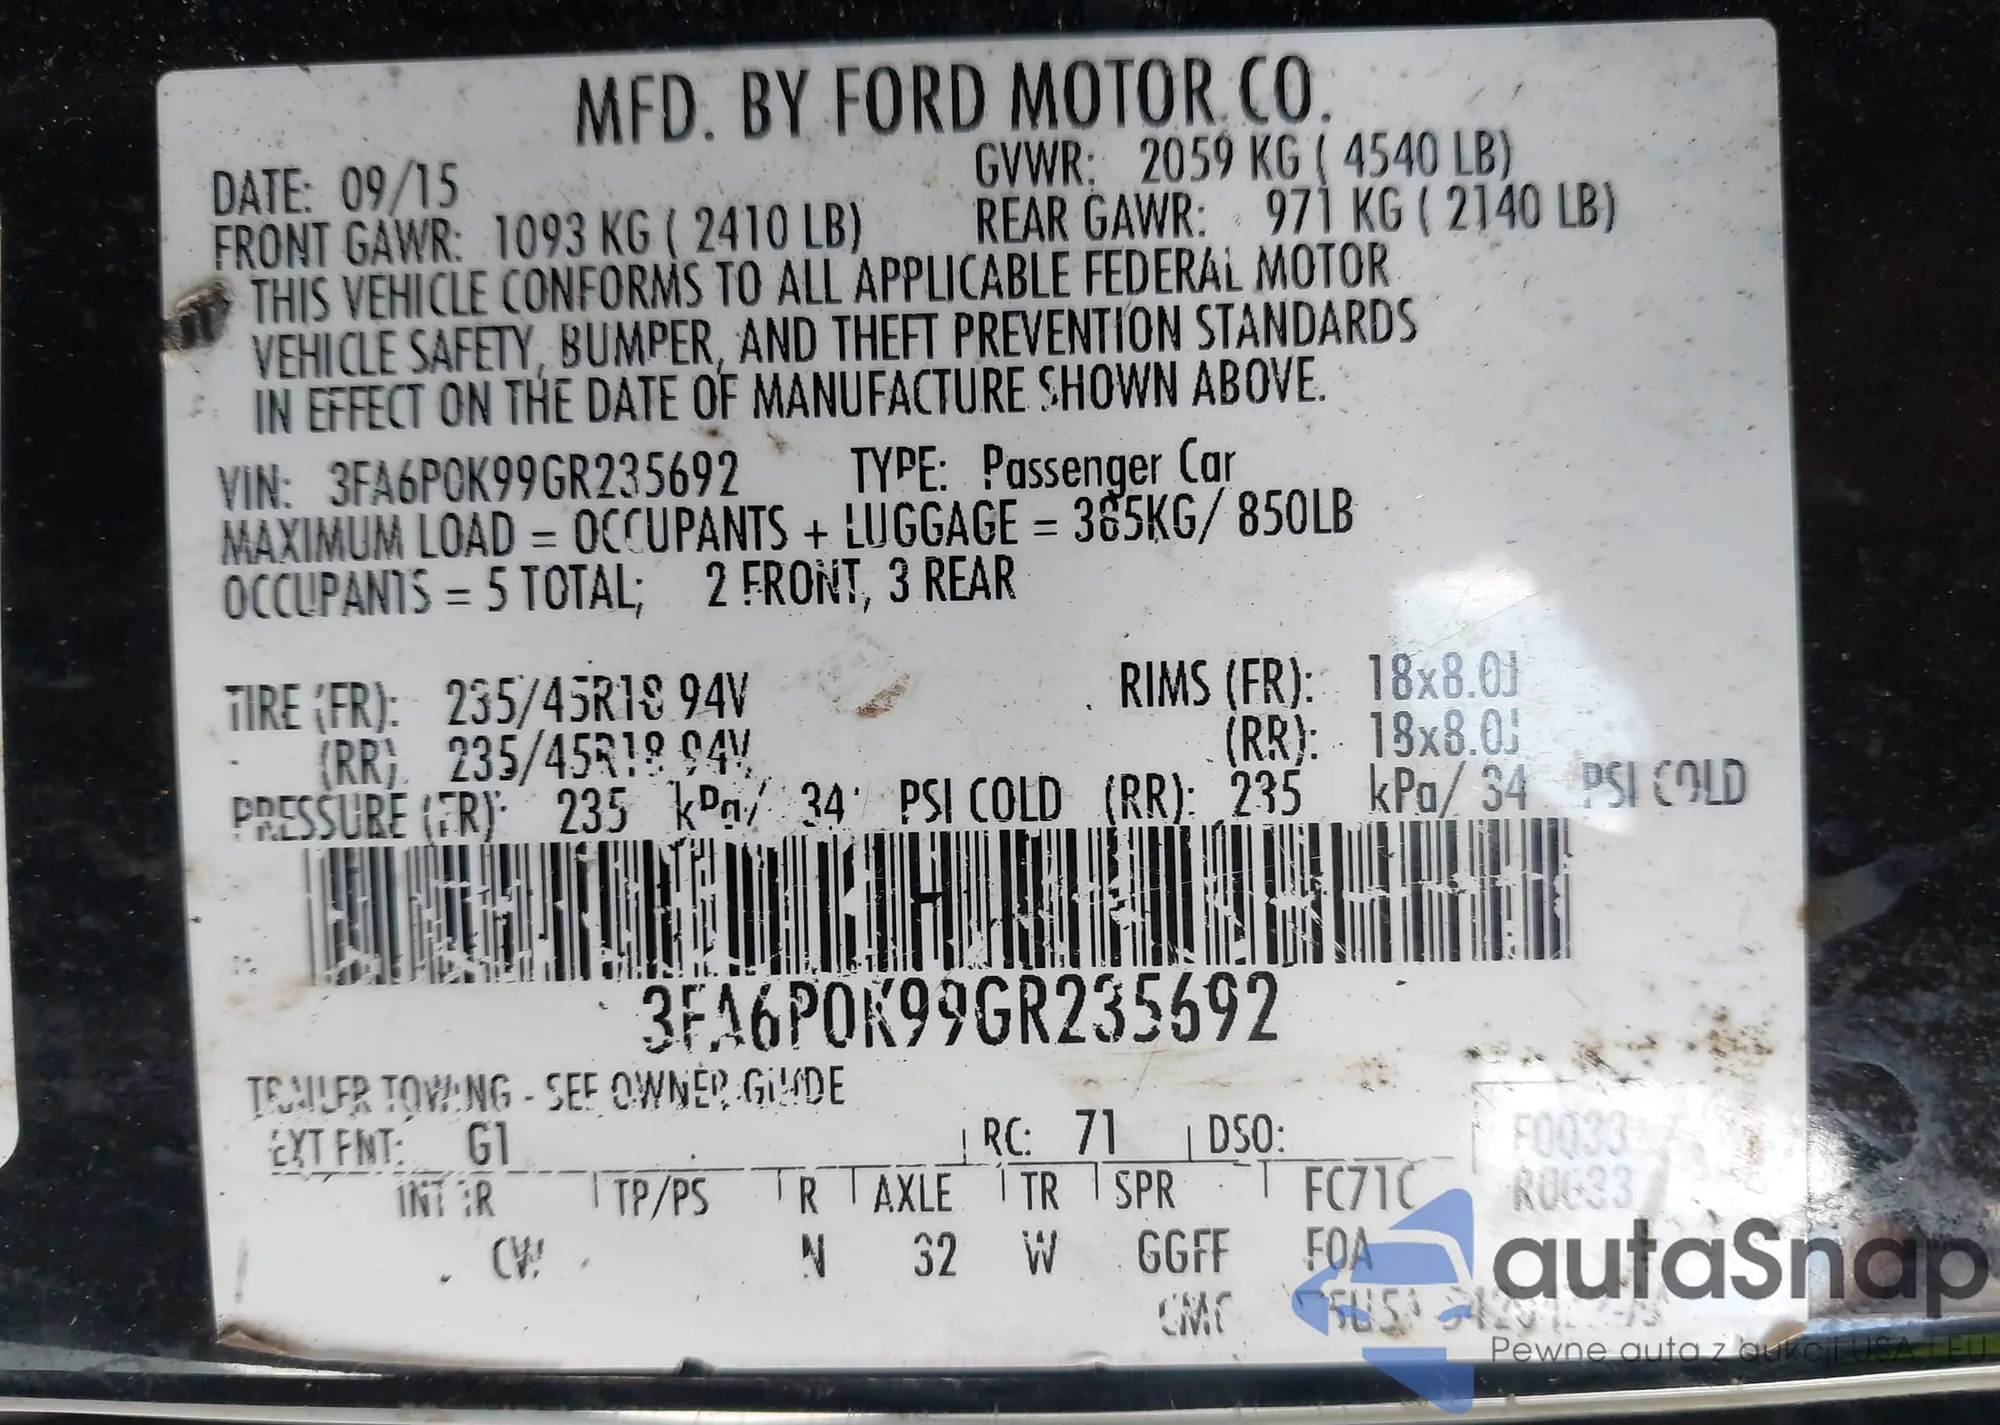 MFD. BY FORD MOTOR CO.
DATE: 09/15 GVWR: 2059 KG ( 4540 LB)
FRONT GAWR: 1093 KG ( 2410 LB) REAR GAWR: 971 KG ( 2140 LB)
THIS VEHICLE CONFORMS TO ALL APPLICABLE FEDERAL MOTOR
VEHICLE SAFETY, BUMPER, AND THEFT PREVENTION STANDARDS
IN EFFECT ON THE DATE OF MANUFACTURE SHOWN ABOVE.
VIN: 3FA6P0K99GR235692 TYPE: Passenger Car
MAXIMUM LOAD = OCCUPANTS + LUGGAGE = 385KG/ 850LB
OCCUPANTS = 5 TOTAL; 2 FRONT, 3 REAR
TIRE (FR): 235/45R18 94V RIMS (FR): 18x8.0J
(RR): 235/45R18 94V (RR): 18x8.0J
PRESSURE (FR): 235 kPa/ 34 PSI COLD (RR): 235 kPa/ 34 PSI COLD
3FA6P0K99GR235692
TRAILER TOWING - SEE OWNER GUIDE
EXT PNT: G1 RC: 71 DSO: F0033
INT TR TP/PS R AXLE TR SPR FC71C R0033
CW N 32 W GGFF F0A
autaSnap
Pewne auta z aukcji USA i EU